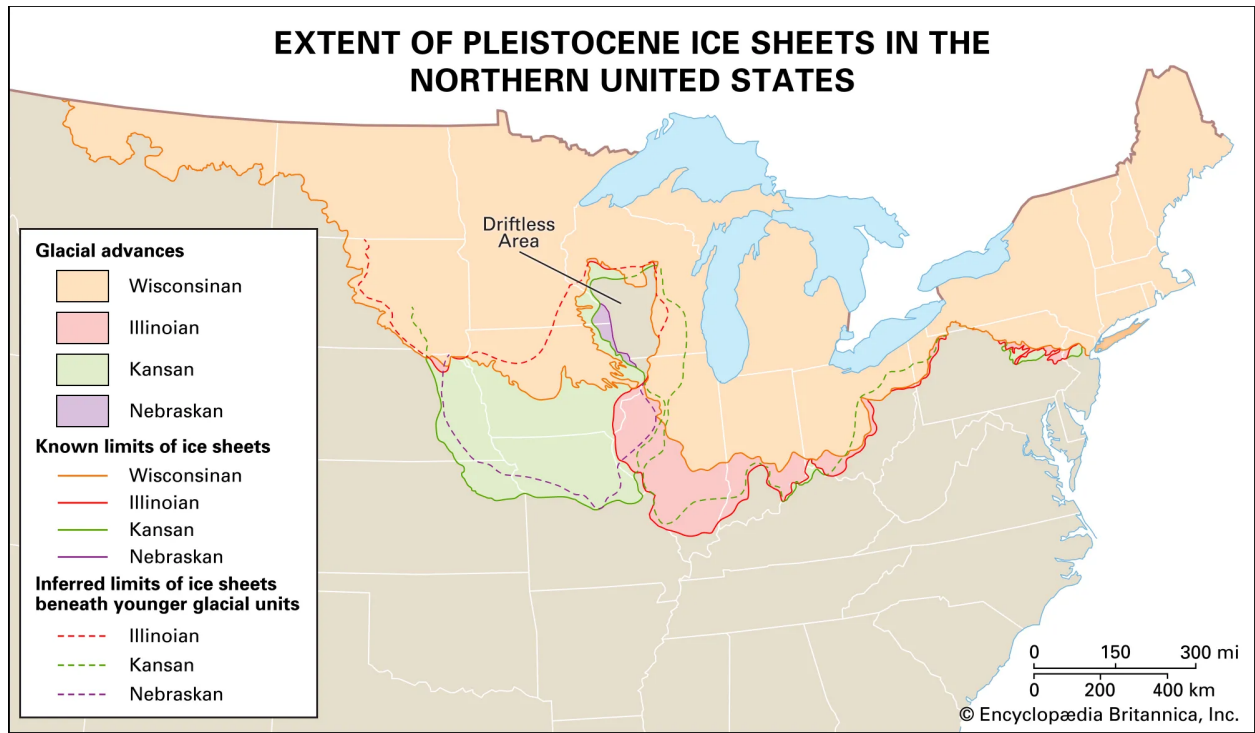 EXTENT OF PLEISTOCENE ICE SHEETS IN THE
NORTHERN UNITED STATES
Driftless
Area
Glacial advances
Wisconsinan
Illinoian
Kansan
Nebraskan
Known limits of ice sheets
Wisconsinan
Illinoian
Kansan
Nebraskan
Inferred limits of ice sheets
beneath younger glacial units
Illinoian
Kansan
Nebraskan
0 150 300 mi
0 200 400 km
© Encyclopædia Britannica, Inc.